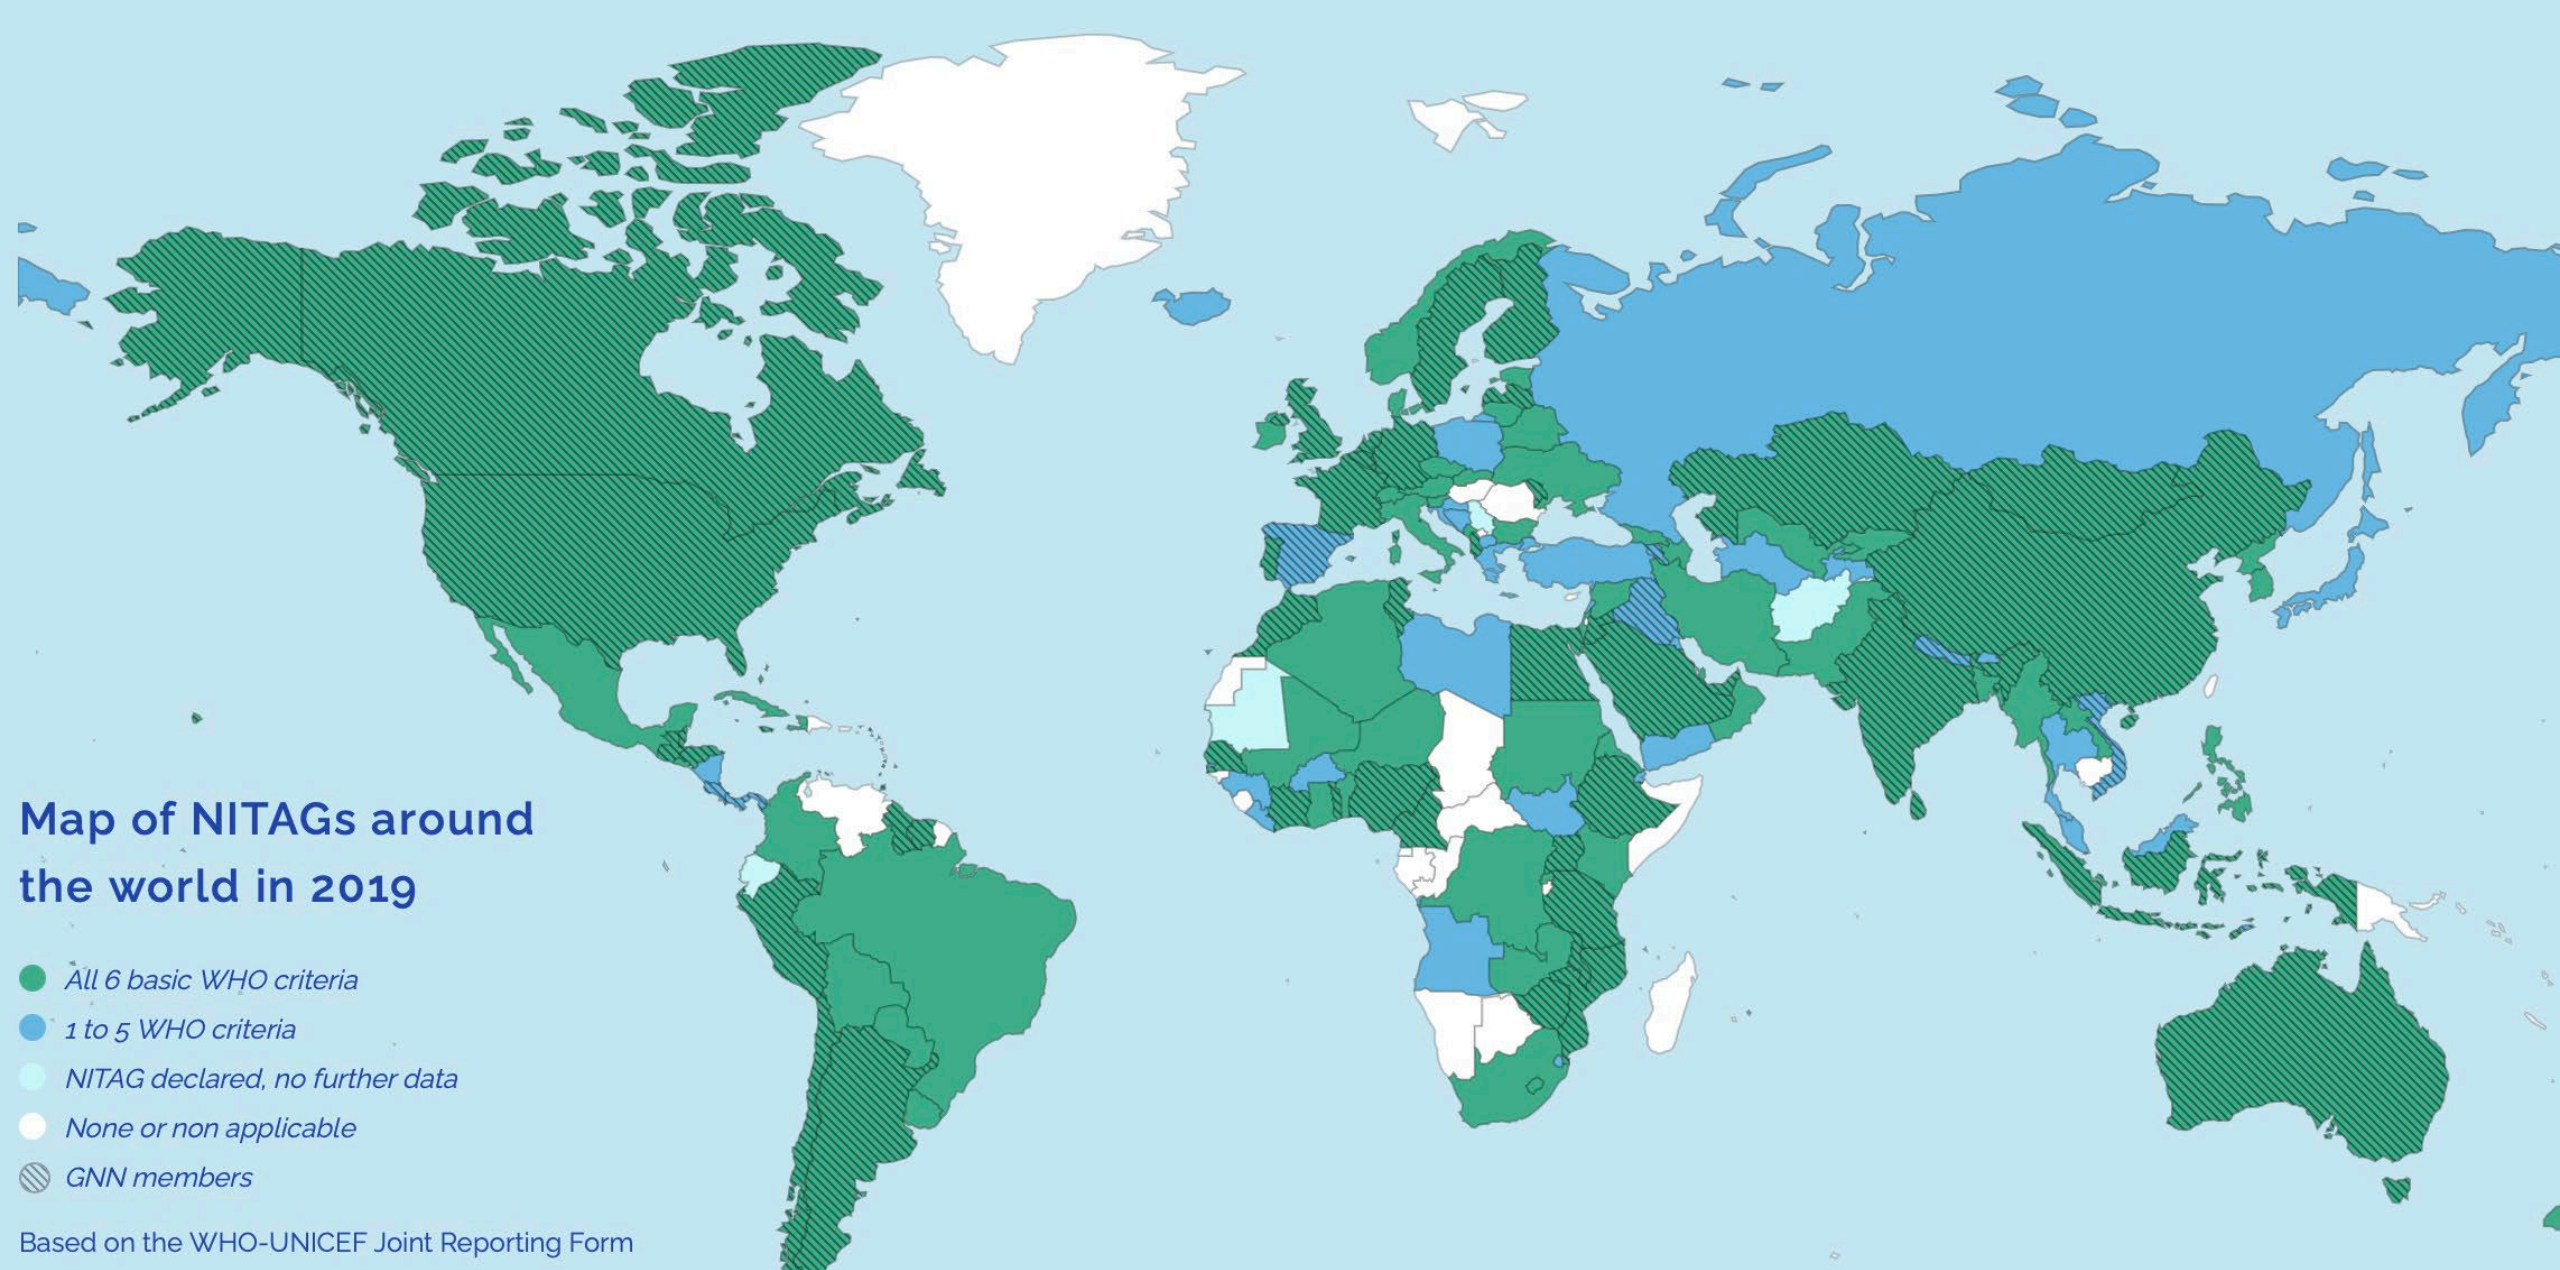 Map of NITAGs around
the world in 2019
All 6 basic WHO criteria
1 to 5 WHO criteria
NITAG declared, no further data
None or non applicable
GNN members
Based on the WHO-UNICEF Joint Reporting Form